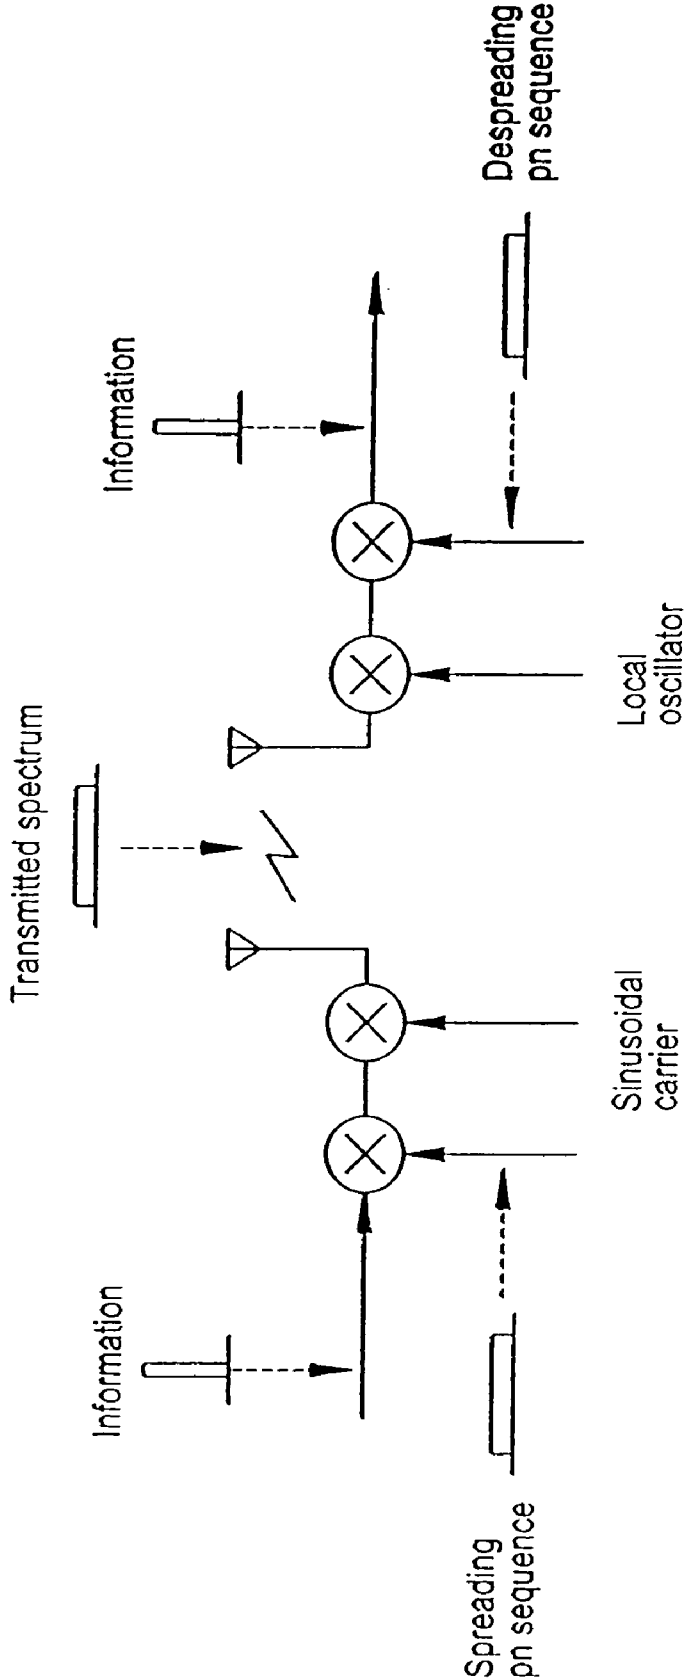 Transmitted spectrum
Information
Information
Spreading
pn sequence
Sinusoidal
carrier
Local
oscillator
Despreading
pn sequence